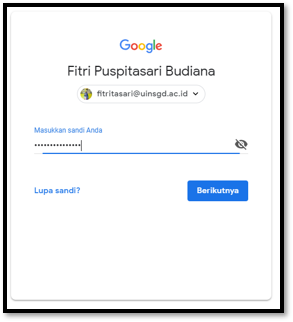 Google
Fitri Puspitasari Budiana
fitritasari@uinsgd.ac.id
Masukkan sandi Anda
•••••••••••••••
Lupa sandi? Berikutnya